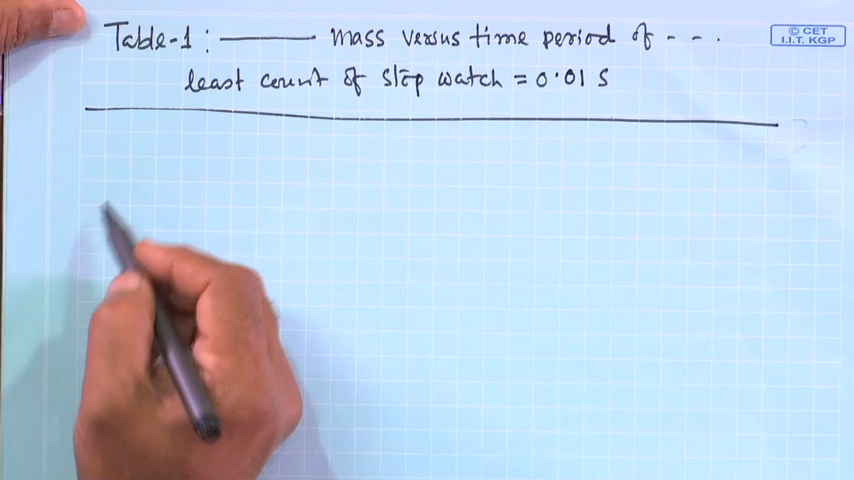 Table-1: ——— mass versus time period of - - .
least count of stop watch = 0.01 s
© CET
I.I.T. KGP